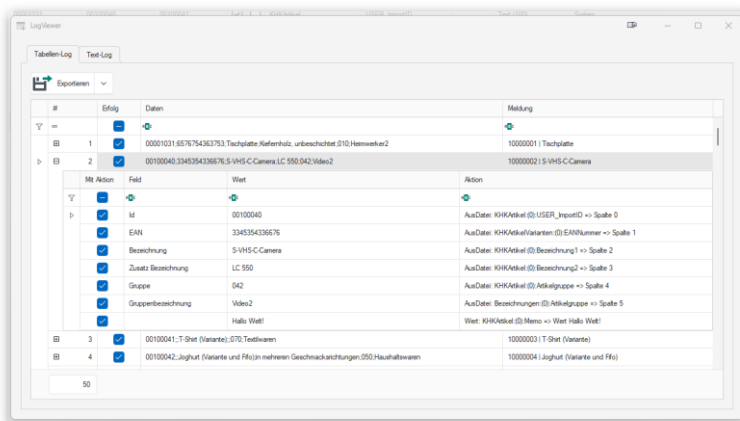 LogViewer
Tabellen-Log Text-Log
Exportieren
# Erfolg Daten Meldung
1 00001031;6576754363753;Tischplatte;Kiefernholz, unbeschichtet;010;Heimwerker2 10000001 | Tischplatte
2 00100040;3345354336676;S-VHS-C-Camera;LC 550;042;Video2 10000002 | S-VHS-C-Camera
Mit Aktion Feld Wert Aktion
Id 00100040 AusDatei: KHKArtikel:(0):USER_ImportID => Spalte 0
EAN 3345354336676 AusDatei: KHKArtikelVarianten:(0):EANNummer => Spalte 1
Bezeichnung S-VHS-C-Camera AusDatei: KHKArtikel:(0):Bezeichnung1 => Spalte 2
Zusatz Bezeichnung LC 550 AusDatei: KHKArtikel:(0):Bezeichnung2 => Spalte 3
Gruppe 042 AusDatei: KHKArtikel:(0):Artikelgruppe => Spalte 4
Gruppenbezeichnung Video2 AusDatei: Bezeichnungen:(0):Artikelgruppe => Spalte 5
Hallo Welt! Wert: KHKArtikel:(0):Memo => Wert Hallo Welt!
3 00100041;;T-Shirt (Variante);;070;Textilwaren 10000003 | T-Shirt (Variante)
4 00100042;;Joghurt (Variante und Fifo);in mehreren Geschmacksrichtungen;050;Haushaltswaren 10000004 | Joghurt (Variante und Fifo)
50